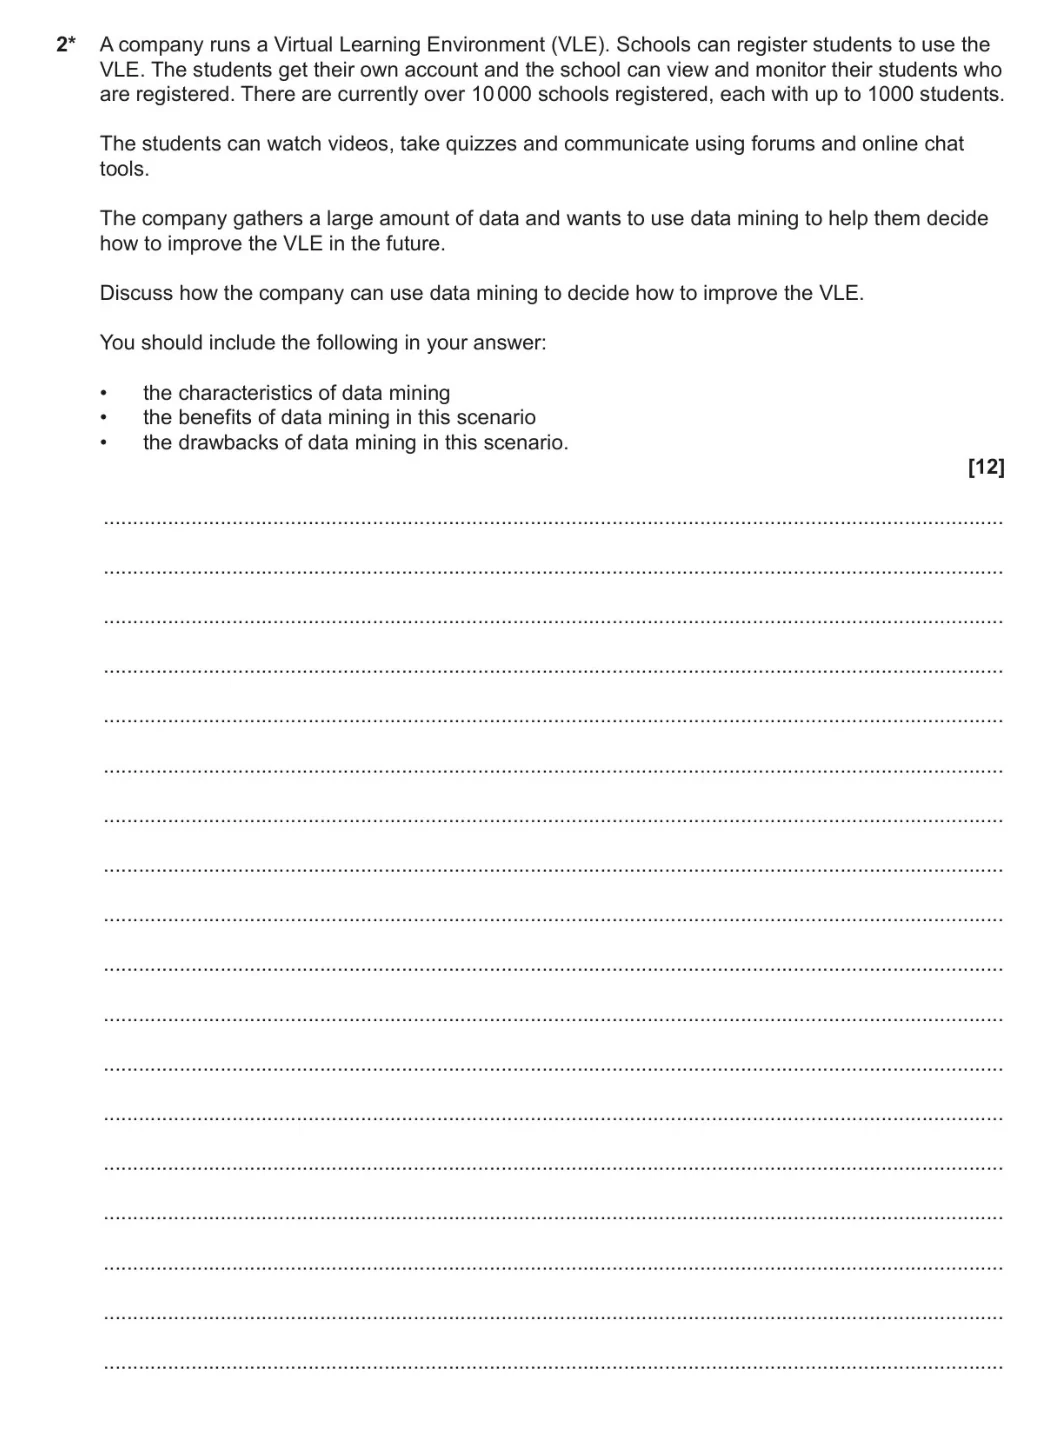 2* A company runs a Virtual Learning Environment (VLE). Schools can register students to use the
VLE. The students get their own account and the school can view and monitor their students who
are registered. There are currently over 10 000 schools registered, each with up to 1000 students.
The students can watch videos, take quizzes and communicate using forums and online chat
tools.
The company gathers a large amount of data and wants to use data mining to help them decide
how to improve the VLE in the future.
Discuss how the company can use data mining to decide how to improve the VLE.
You should include the following in your answer:
• the characteristics of data mining
• the benefits of data mining in this scenario
• the drawbacks of data mining in this scenario.
[12]